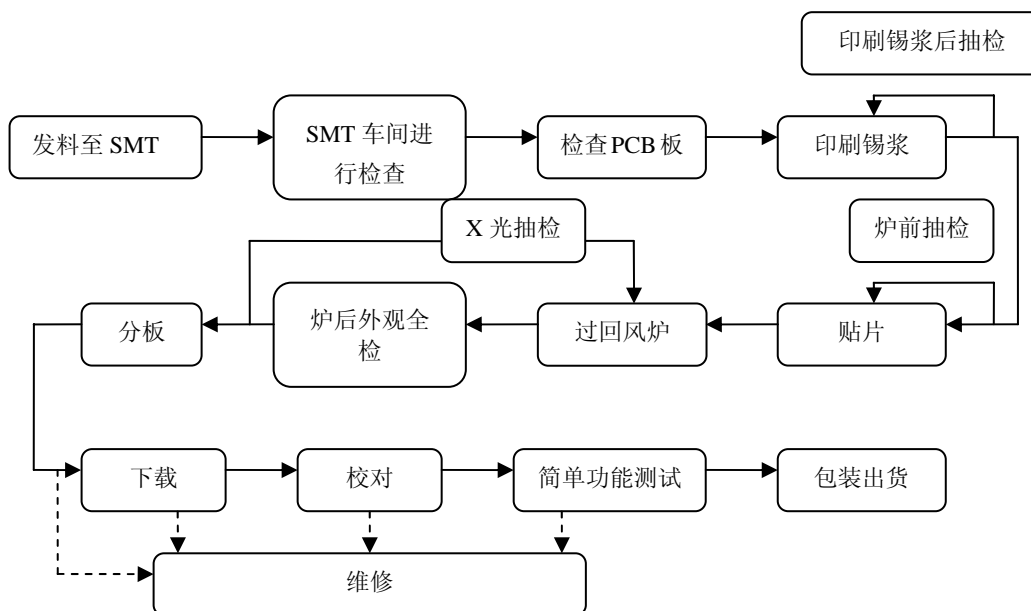 印刷锡浆后抽检
发料至 SMT
SMT 车间进
行检查
检查 PCB 板
印刷锡浆
X 光抽检
炉前抽检
分板
炉后外观全
检
过回风炉
贴片
下载
校对
简单功能测试
包装出货
维修